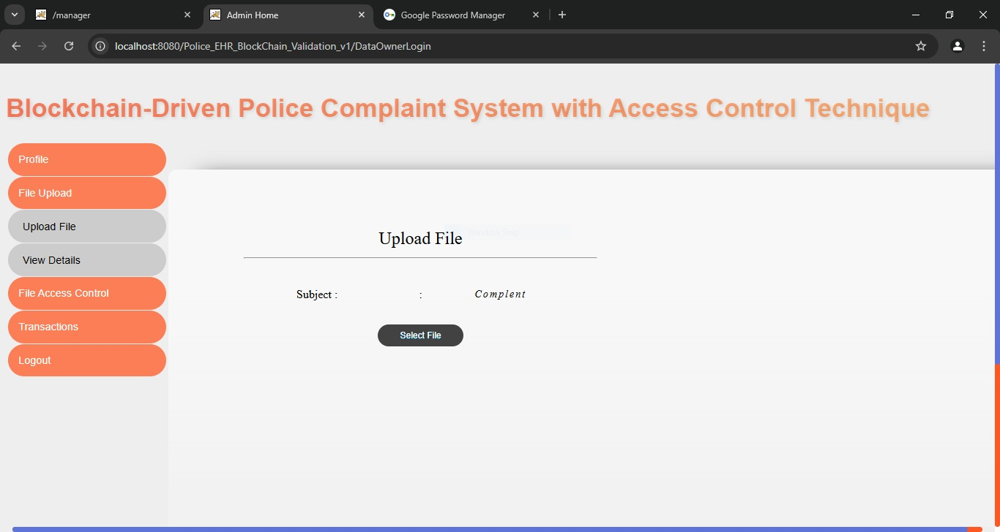 /manager
Admin Home
Google Password Manager
localhost:8080/Police_EHR_BlockChain_Validation_v1/DataOwnerLogin
Blockchain-Driven Police Complaint System with Access Control Technique
Profile
File Upload
Upload File
View Details
File Access Control
Transactions
Logout
Window Snip
Upload File
Subject : : Complent
Select File